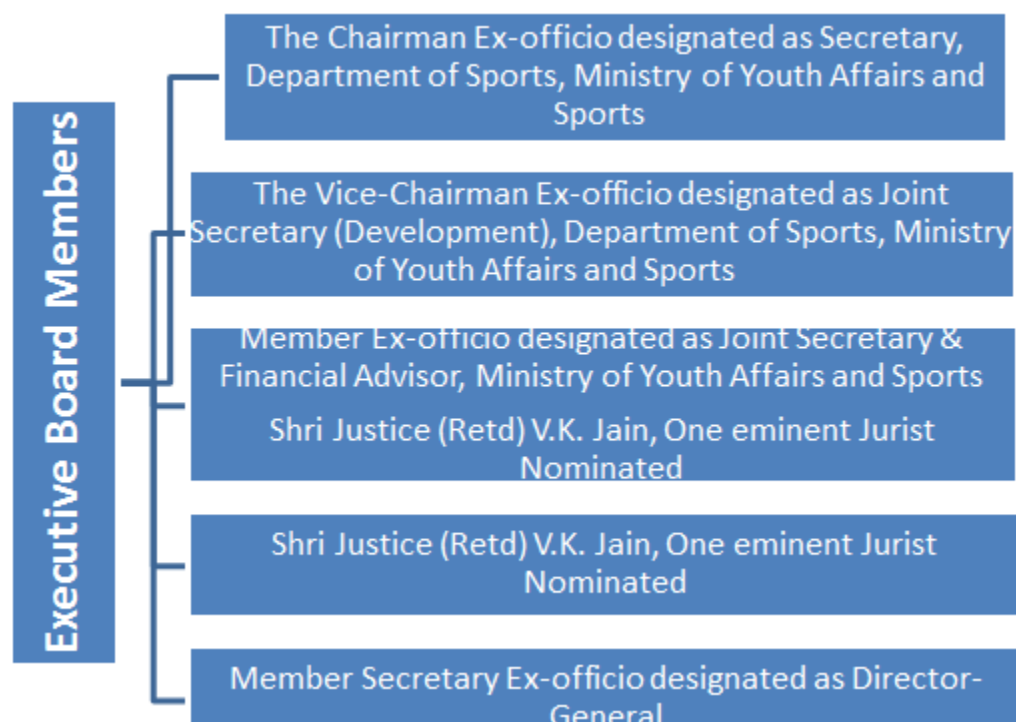 Executive Board Members
The Chairman Ex-officio designated as Secretary,
Department of Sports, Ministry of Youth Affairs and
Sports
The Vice-Chairman Ex-officio designated as Joint
Secretary (Development), Department of Sports, Ministry
of Youth Affairs and Sports
Member Ex-officio designated as Joint Secretary &
Financial Advisor, Ministry of Youth Affairs and Sports
Shri Justice (Retd) V.K. Jain, One eminent Jurist
Nominated
Shri Justice (Retd) V.K. Jain, One eminent Jurist
Nominated
Member Secretary Ex-officio designated as Director-
General